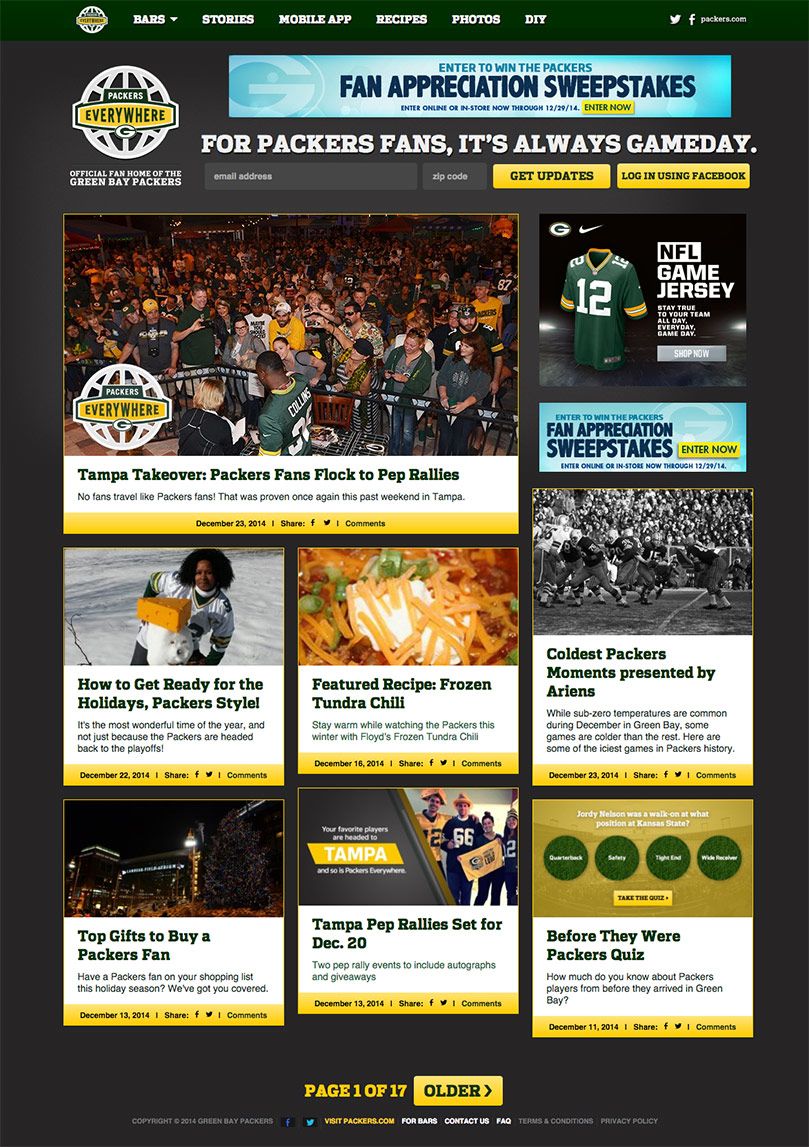 PACKERS
EVERYWHERE
BARS STORIES MOBILE APP RECIPES PHOTOS DIY
packers.com
PACKERS
EVERYWHERE
OFFICIAL FAN HOME OF THE
GREEN BAY PACKERS
ENTER TO WIN THE PACKERS
FAN APPRECIATION SWEEPSTAKES
ENTER ONLINE OR IN-STORE NOW THROUGH 12/29/14. ENTER NOW
FOR PACKERS FANS, IT'S ALWAYS GAMEDAY.
email address zip code GET UPDATES LOG IN USING FACEBOOK
87
COLLINS
PACKERS
EVERYWHERE
Tampa Takeover: Packers Fans Flock to Pep Rallies
No fans travel like Packers fans! That was proven once again this past weekend in Tampa.
December 23, 2014 I Share: I Comments
12
NFL
GAME
JERSEY
STAY TRUE
TO YOUR TEAM
ALL DAY.
EVERYDAY,
GAME DAY.
SHOP NOW
ENTER TO WIN THE PACKERS
FAN APPRECIATION
SWEEPSTAKES ENTER NOW
ENTER ONLINE OR IN-STORE NOW THROUGH 12/29/14.
How to Get Ready for the
Holidays, Packers Style!
It's the most wonderful time of the year, and
not just because the Packers are headed
back to the playoffs!
December 22, 2014 I Share: I Comments
Featured Recipe: Frozen
Tundra Chili
Stay warm while watching the Packers this
winter with Floyd's Frozen Tundra Chili
December 16, 2014 I Share: I Comments
Coldest Packers
Moments presented by
Ariens
While sub-zero temperatures are common
during December in Green Bay, some
games are colder than the rest. Here are
some of the iciest games in Packers history.
December 23, 2014 I Share: I Comments
LAMBEAU FIELD
Top Gifts to Buy a
Packers Fan
Have a Packers fan on your shopping list
this holiday season? We've got you covered.
December 13, 2014 I Share: I Comments
Your favorite players
are headed to
TAMPA
and so is Packers Everywhere.
66
12
Tampa Pep Rallies Set for
Dec. 20
Two pep rally events to include autographs
and giveaways
December 13, 2014 I Share: I Comments
Jordy Nelson was a walk-on at what
position at Kansas State?
Quarterback Safety Tight End Wide Receiver
TAKE THE QUIZ
Before They Were
Packers Quiz
How much do you know about Packers
players from before they arrived in Green
Bay?
December 11, 2014 I Share: I Comments
PAGE 1 OF 17 OLDER
COPYRIGHT © 2014 GREEN BAY PACKERS VISIT PACKERS.COM FOR BARS CONTACT US FAQ TERMS & CONDITIONS PRIVACY POLICY